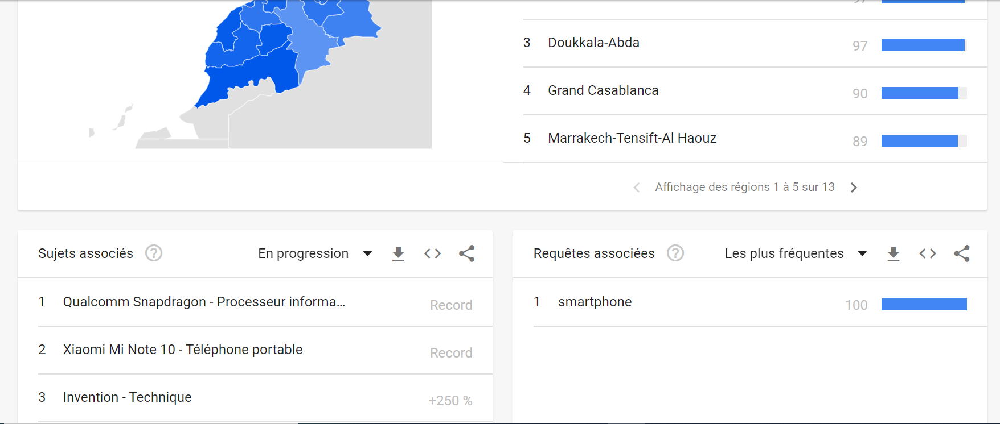 3 Doukkala-Abda 97
4 Grand Casablanca 90
5 Marrakech-Tensift-Al Haouz 89
Affichage des régions 1 à 5 sur 13
Sujets associés ? En progression
1 Qualcomm Snapdragon - Processeur informa... Record
2 Xiaomi Mi Note 10 - Téléphone portable Record
3 Invention - Technique +250 %
Requêtes associées ? Les plus fréquentes
1 smartphone 100